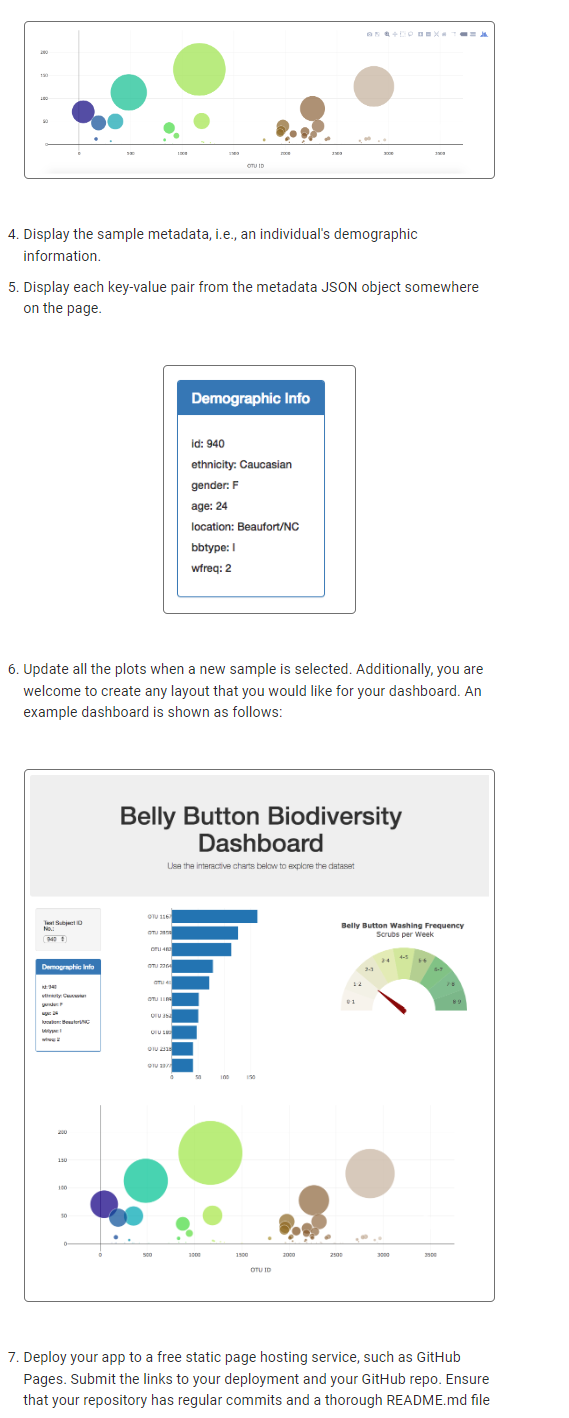 200
150
100
50
0
0 500 1000 1500 2000 2500 3000 3500
OTU ID
4. Display the sample metadata, i.e., an individual's demographic
information.
5. Display each key-value pair from the metadata JSON object somewhere
on the page.
Demographic Info
id: 940
ethnicity: Caucasian
gender: F
age: 24
location: Beaufort/NC
bbtype: I
wfreq: 2
6. Update all the plots when a new sample is selected. Additionally, you are
welcome to create any layout that you would like for your dashboard. An
example dashboard is shown as follows:
Belly Button Biodiversity
Dashboard
Use the interactive charts below to explore the dataset
Test Subject ID
No.:
940
Demographic Info
id: 940
ethnicity: Caucasian
gender: F
age: 24
location: Beaufort/NC
bbtype: I
wfreq: 2
OTU 1167
OTU 2859
OTU 482
OTU 2264
OTU 41
OTU 1189
OTU 352
OTU 189
OTU 2318
OTU 1977
0 50 100 150
Belly Button Washing Frequency
Scrubs per Week
0-1
1-2
2-3
3-4
4-5
5-6
6-7
7-8
8-9
200
150
100
50
0
0 500 1000 1500 2000 2500 3000 3500
OTU ID
7. Deploy your app to a free static page hosting service, such as GitHub
Pages. Submit the links to your deployment and your GitHub repo. Ensure
that your repository has regular commits and a thorough README.md file